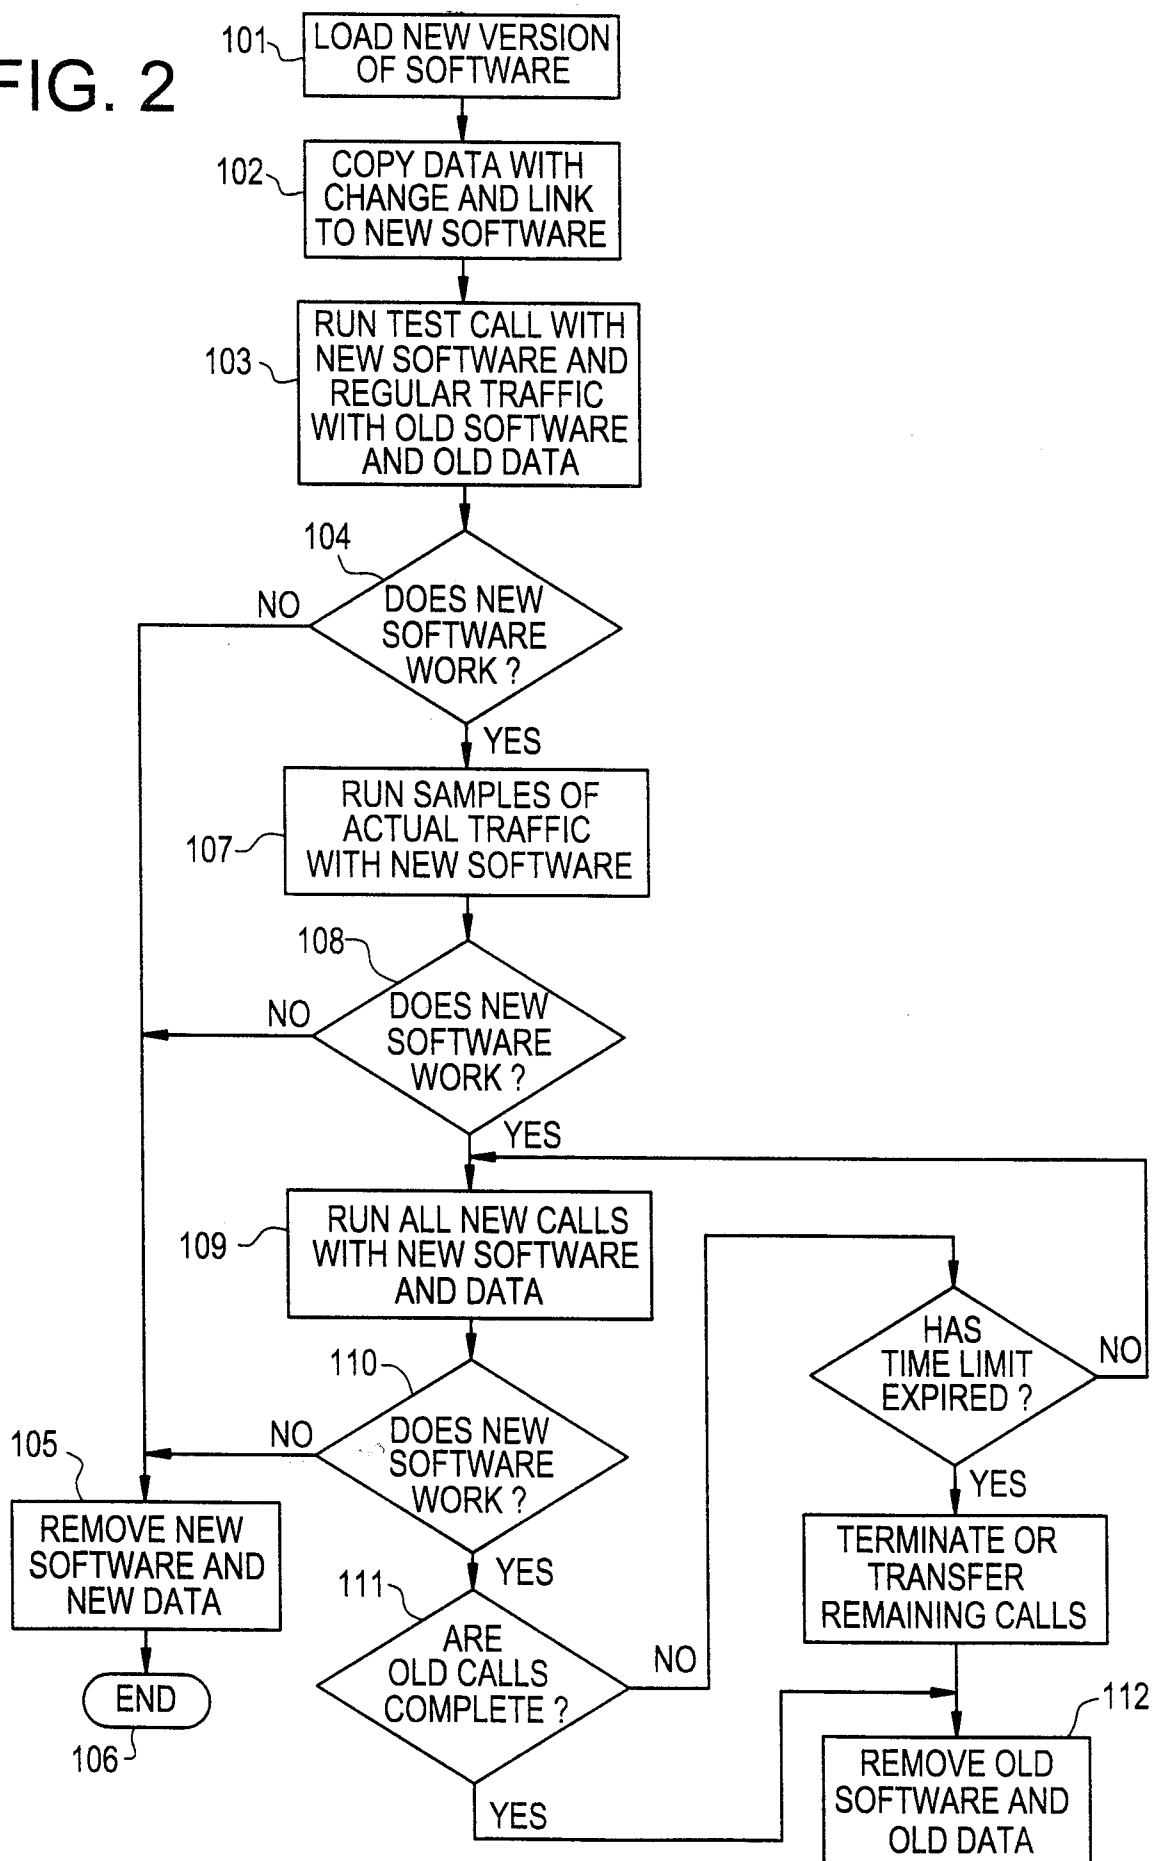 FIG. 2
101
LOAD NEW VERSION
OF SOFTWARE
102
COPY DATA WITH
CHANGE AND LINK
TO NEW SOFTWARE
103
RUN TEST CALL WITH
NEW SOFTWARE AND
REGULAR TRAFFIC
WITH OLD SOFTWARE
AND OLD DATA
104
NO
DOES NEW
SOFTWARE
WORK ?
YES
107
RUN SAMPLES OF
ACTUAL TRAFFIC
WITH NEW SOFTWARE
108
NO
DOES NEW
SOFTWARE
WORK ?
YES
109
RUN ALL NEW CALLS
WITH NEW SOFTWARE
AND DATA
110
NO
DOES NEW
SOFTWARE
WORK ?
YES
105
REMOVE NEW
SOFTWARE AND
NEW DATA
END
106
111
ARE
OLD CALLS
COMPLETE ?
NO
YES
HAS
TIME LIMIT
EXPIRED ?
NO
YES
TERMINATE OR
TRANSFER
REMAINING CALLS
112
REMOVE OLD
SOFTWARE AND
OLD DATA